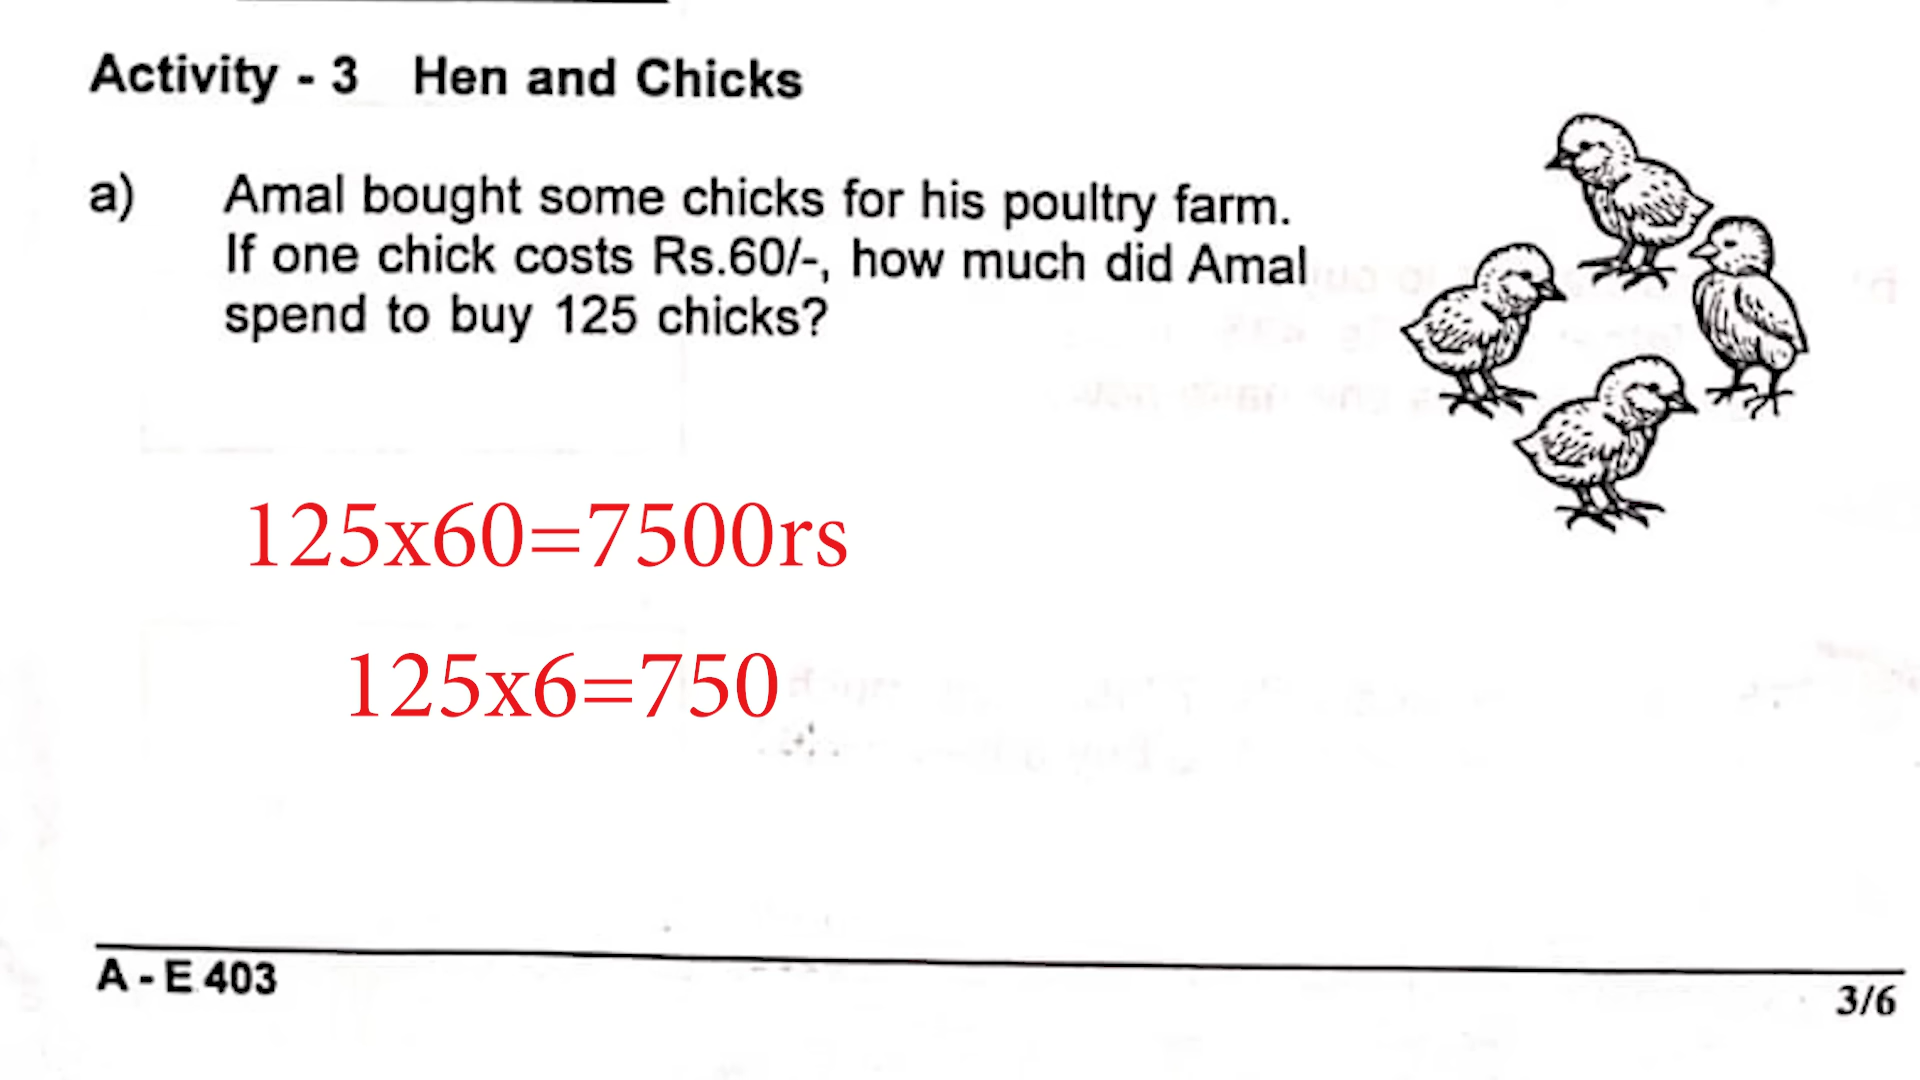 Activity - 3 Hen and Chicks
a) Amal bought some chicks for his poultry farm.
If one chick costs Rs.60/-, how much did Amal
spend to buy 125 chicks?
125x60=7500rs
125x6=750
A - E 403
3/6